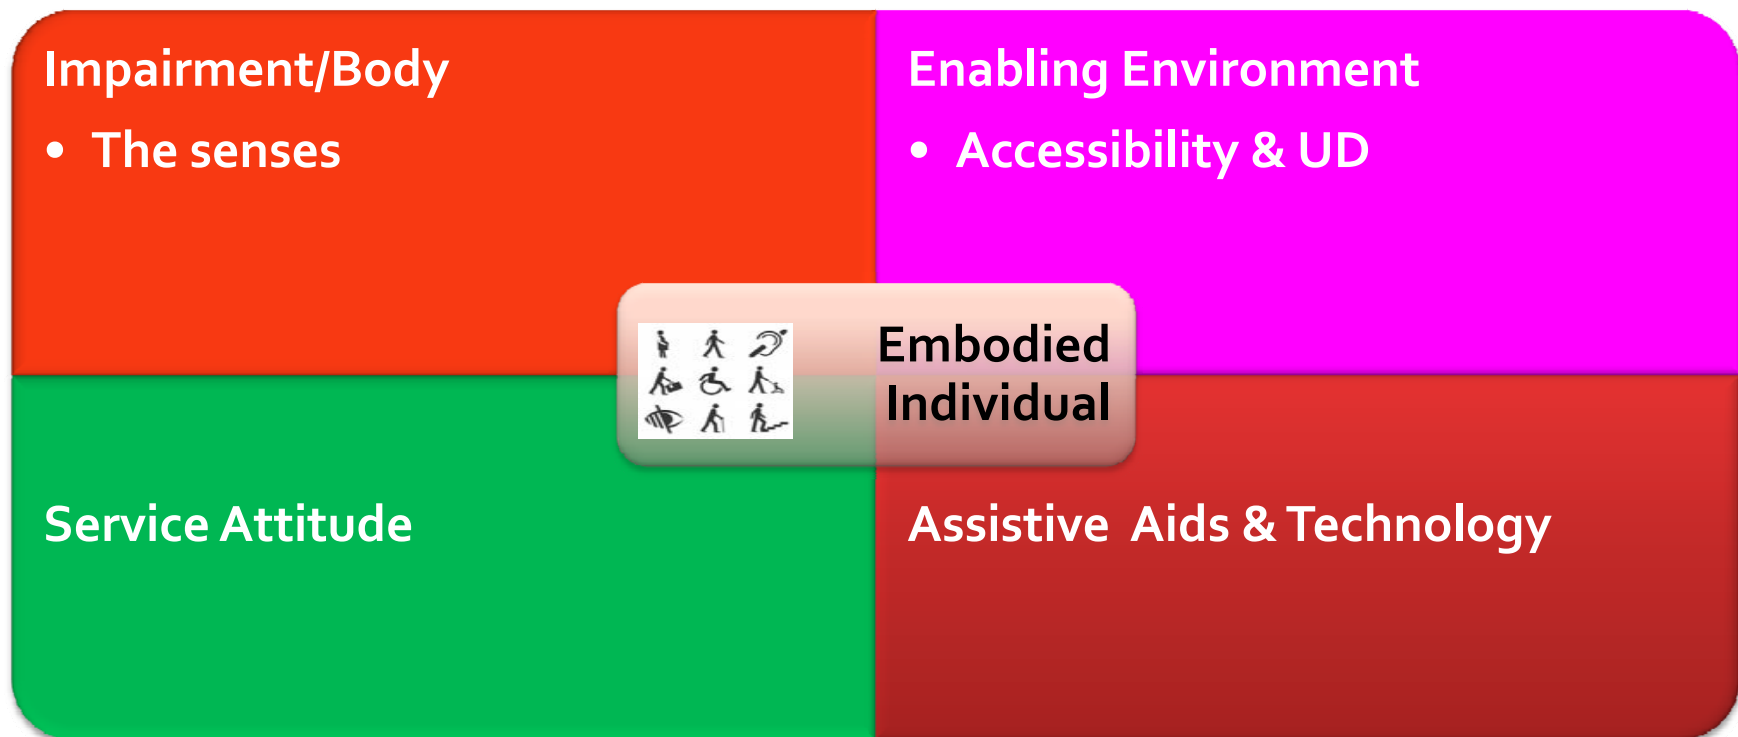 Impairment/Body
• The senses
Enabling Environment
• Accessibility & UD
Embodied
Individual
Service Attitude
Assistive  Aids & Technology